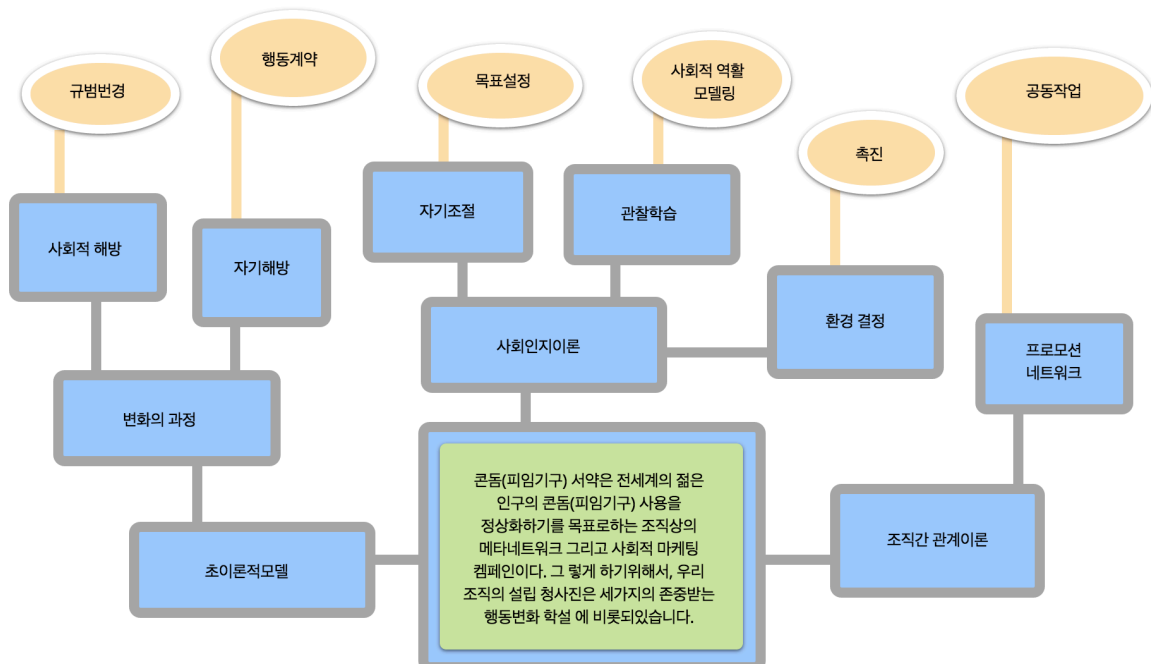 규범번경
행동계약
목표설정
사회적 역활
모델링
촉진
공동작업
사회적 해방
자기해방
자기조절
관찰학습
환경 결정
프로모션
네트워크
변화의 과정
사회인지이론
초이론적모델
조직간 관계이론
콘돔(피임기구) 서약은 전세계의 젊은
인구의 콘돔(피임기구) 사용을
정상화하기를 목표로하는 조직상의
메타네트워크 그리고 사회적 마케팅
켐페인이다. 그 렇게 하기위해서, 우리
조직의 설립 청사진은 세가지의 존중받는
행동변화 학설 에 비롯되있습니다.